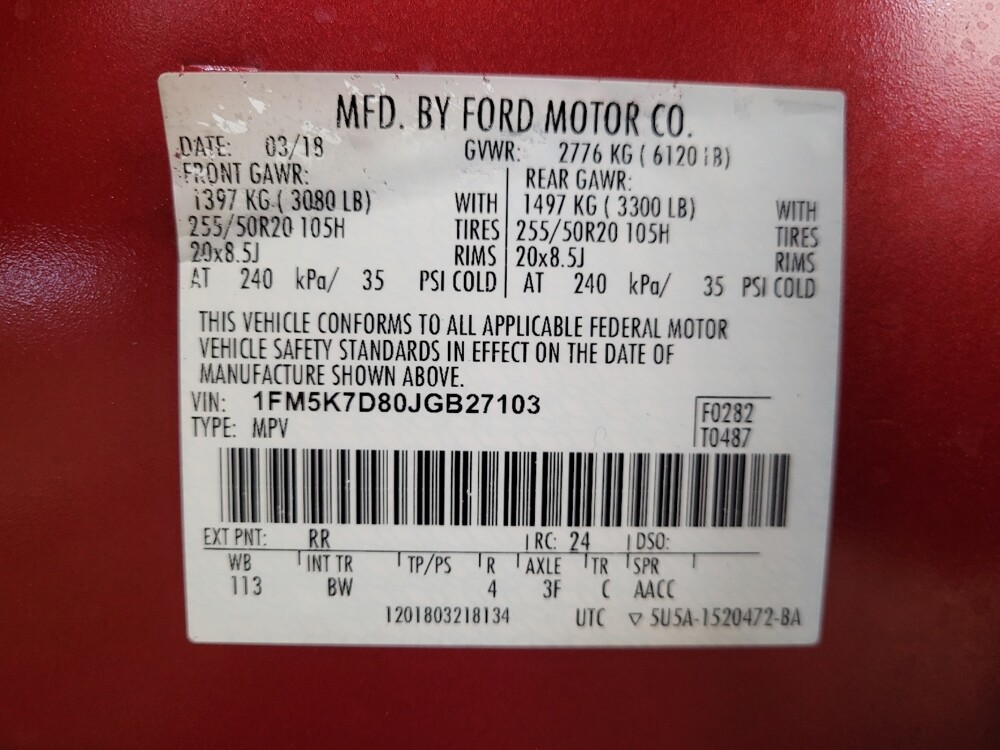 MFD. BY FORD MOTOR CO.
DATE: 03/18 GVWR: 2776 KG ( 6120 LB)
FRONT GAWR: REAR GAWR:
1397 KG ( 3080 LB) WITH 1497 KG ( 3300 LB) WITH
255/50R20 105H TIRES 255/50R20 105H TIRES
20x8.5J RIMS 20x8.5J RIMS
AT 240 kPa/ 35 PSI COLD AT 240 kPa/ 35 PSI COLD
THIS VEHICLE CONFORMS TO ALL APPLICABLE FEDERAL MOTOR
VEHICLE SAFETY STANDARDS IN EFFECT ON THE DATE OF
MANUFACTURE SHOWN ABOVE.
VIN: 1FM5K7D80JGB27103 F0282
TYPE: MPV T0487
EXT PNT: RR RC: 24 DSO:
WB INT TR TP/PS R AXLE TR SPR
113 BW 4 3F C AACC
1201803218134 UTC ▽ 5U5A-1520472-BA